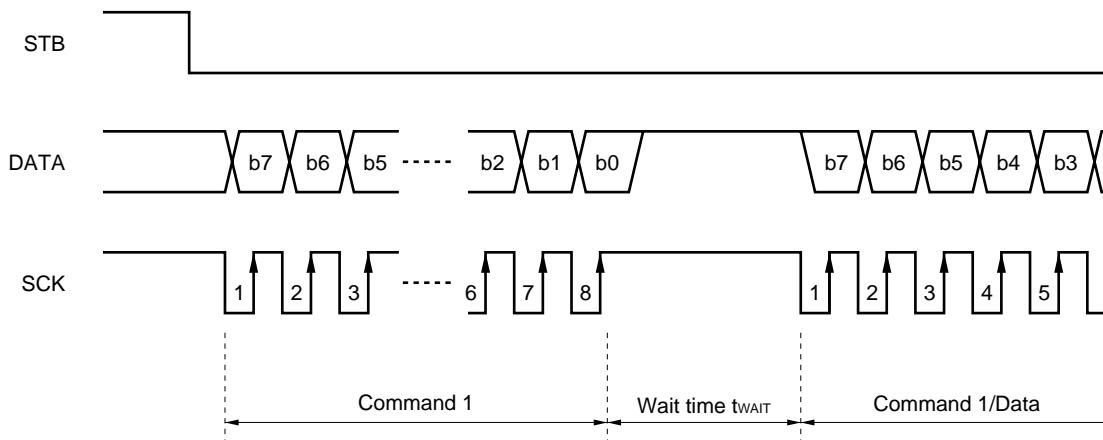 STB
DATA b7 b6 b5 b2 b1 b0 b7 b6 b5 b4 b3
SCK 1 2 3 6 7 8 1 2 3 4 5
Command 1 Wait time tWAIT Command 1/Data